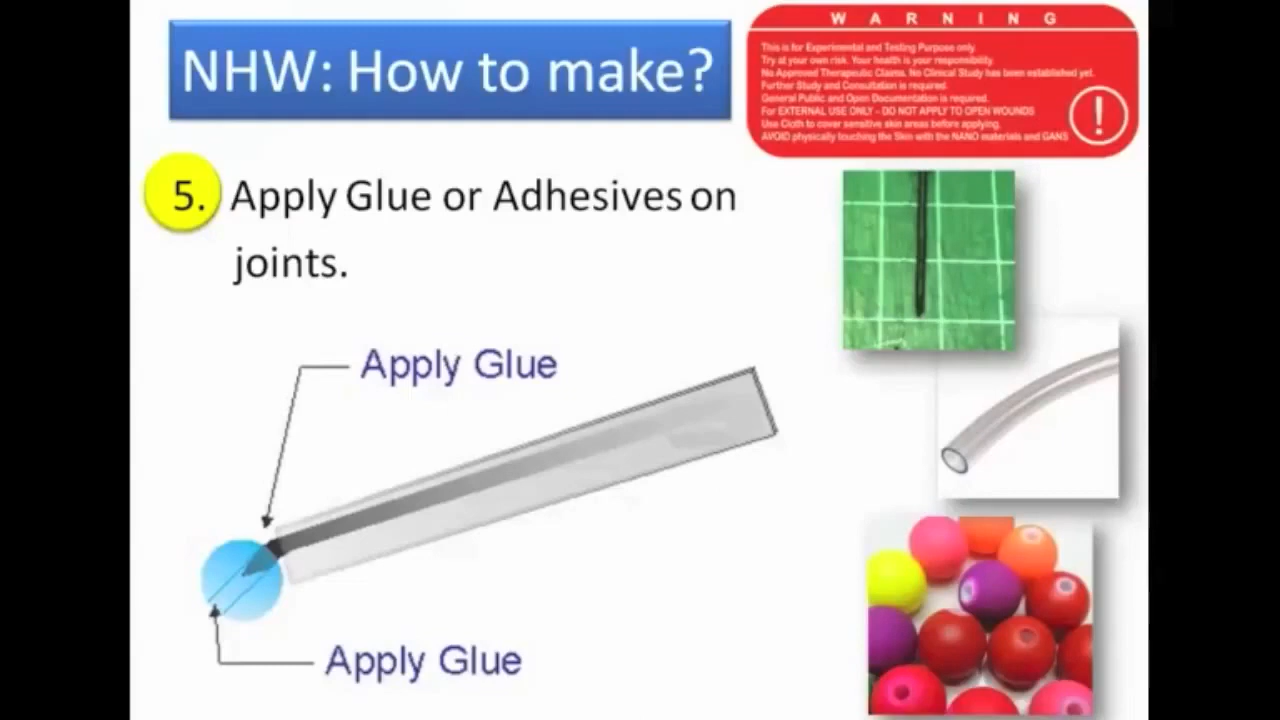 NHW: How to make?
WARNING
This is for Experimental and Testing Purpose only.
Try at your own risk. Your health is your responsibility.
No Approved Therapeutic Claims. No Clinical Study has been established yet.
Further Study and Consultation is required.
General Public and Open Documentation is required.
For EXTERNAL USE ONLY - DO NOT APPLY TO OPEN WOUNDS
Use Cloth to cover sensitive skin areas before applying.
AVOID physically touching the Skin with the NANO materials and GANS
!
5. Apply Glue or Adhesives on
joints.
Apply Glue
Apply Glue